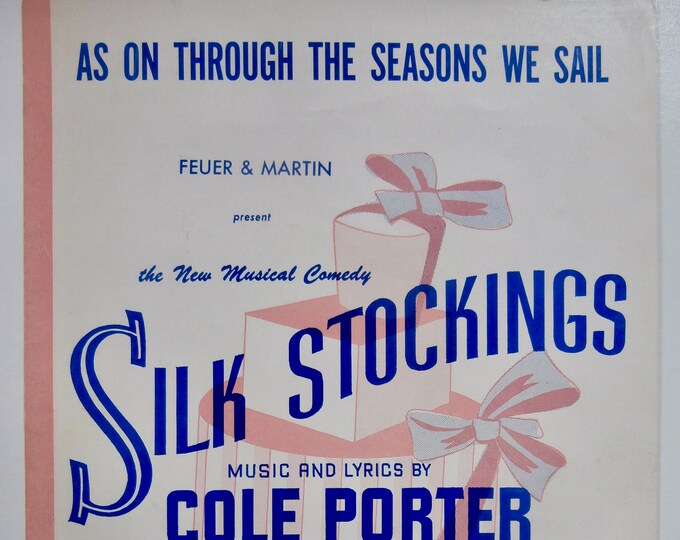 AS ON THROUGH THE SEASONS WE SAIL
FEUER & MARTIN
present
the New Musical Comedy
SILK STOCKINGS
MUSIC AND LYRICS BY
COLE PORTER